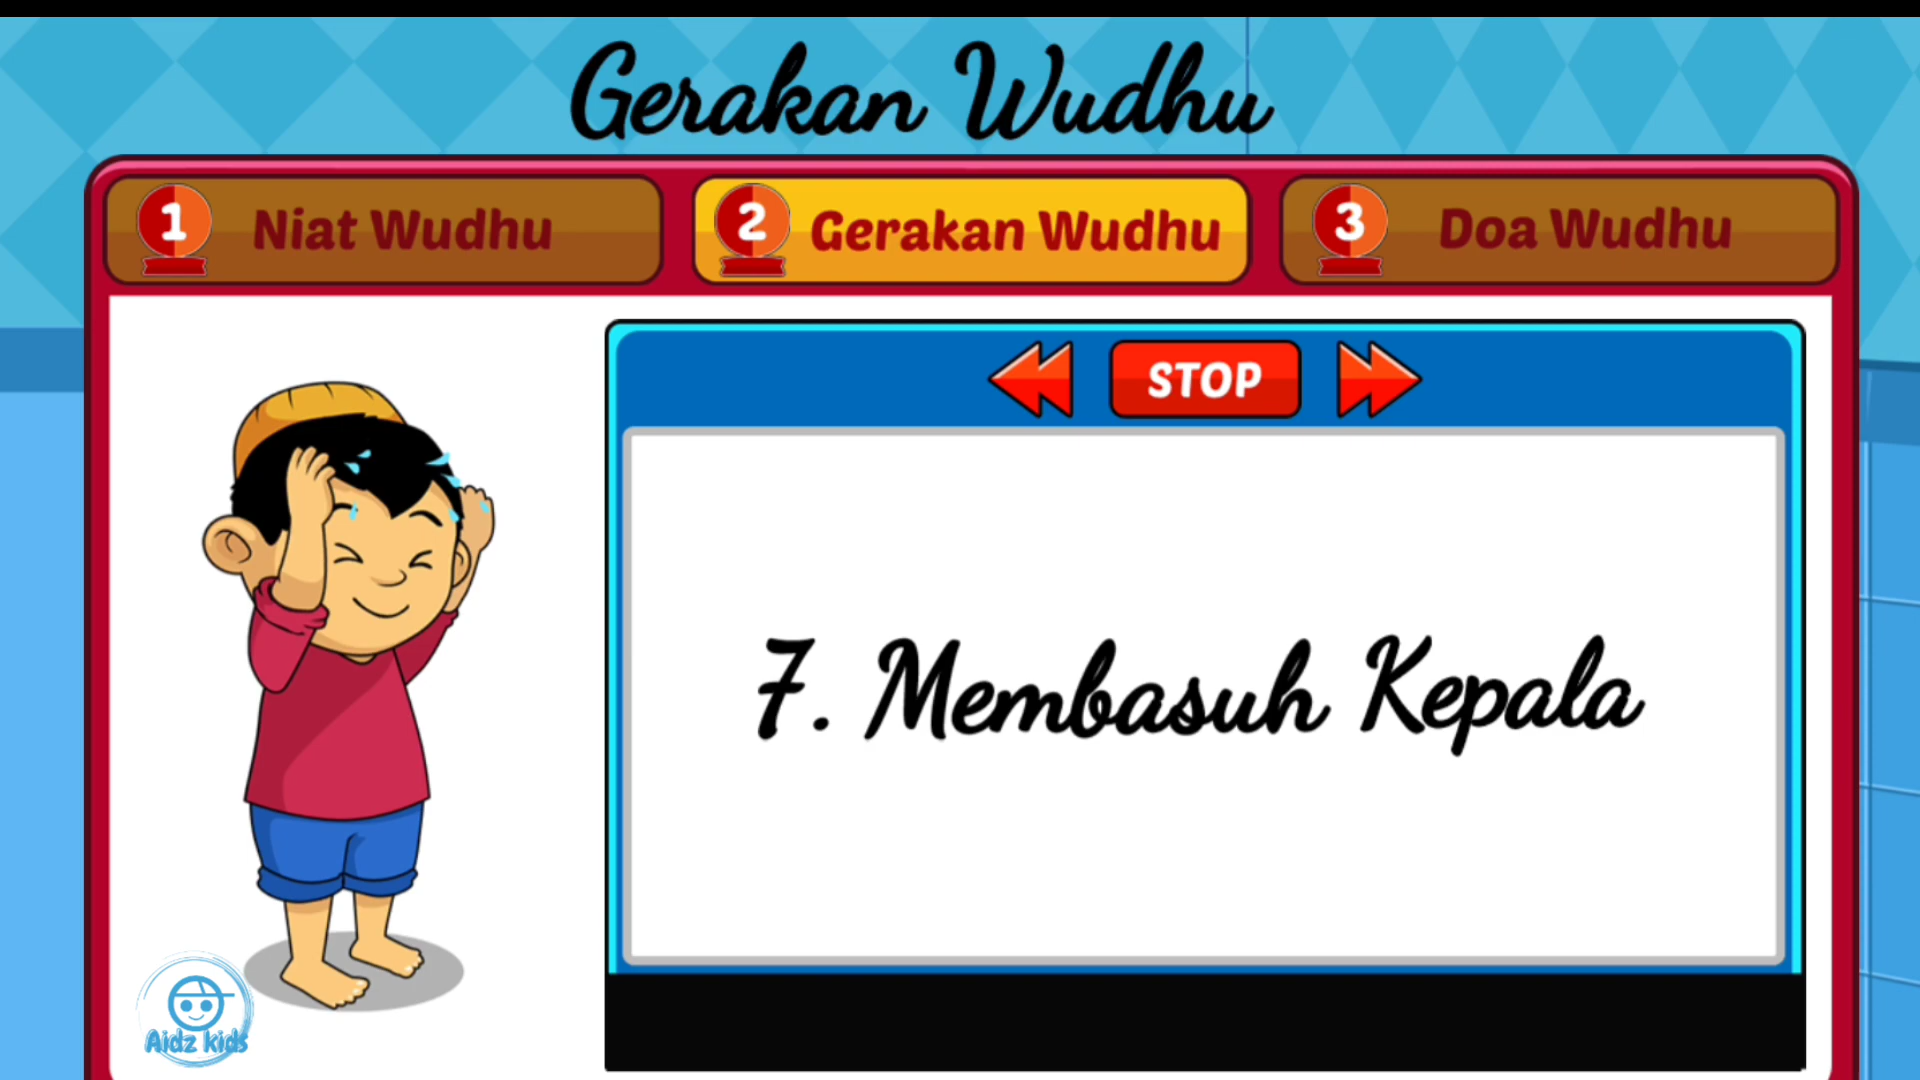 Gerakan Wudhu
1 Niat Wudhu
2 Gerakan Wudhu
3 Doa Wudhu
STOP
7. Membasuh Kepala
Aidz kids